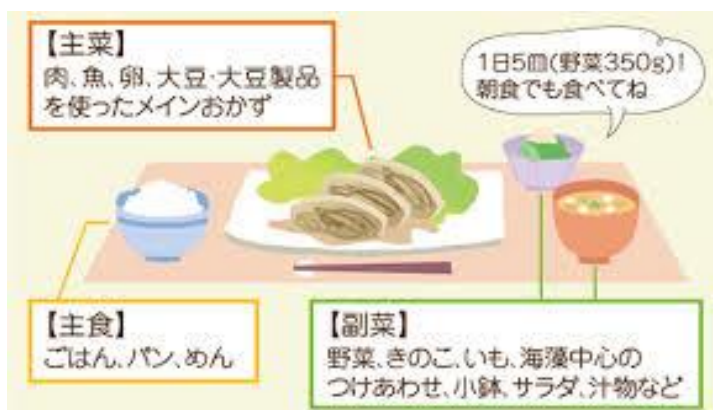 【主菜】
肉、魚、卵、大豆・大豆製品
を使ったメインおかず
1日5皿(野菜350g)!
朝食でも食べてね
【主食】
ごはん、パン、めん
【副菜】
野菜、きのこ、いも、海藻中心の
つけあわせ、小鉢、サラダ、汁物など